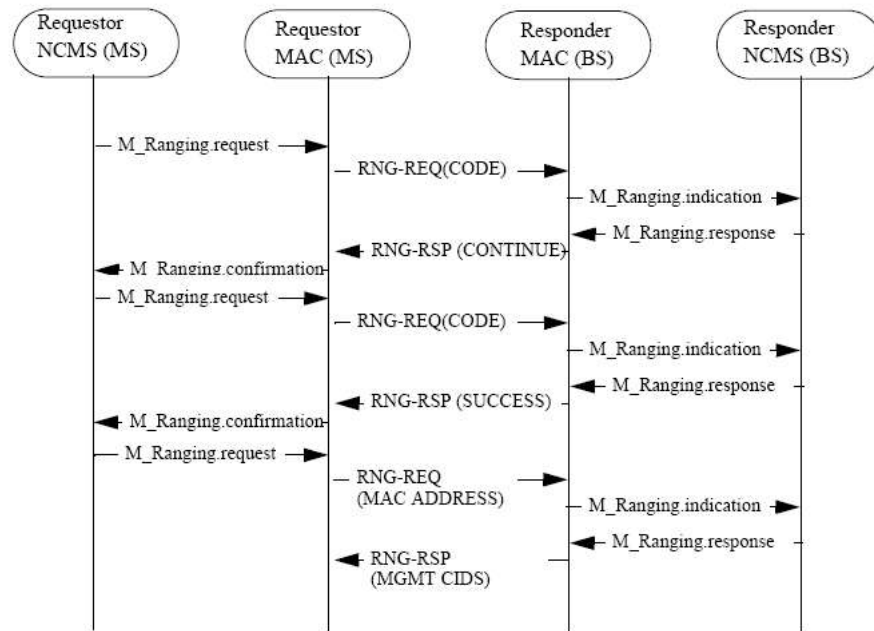 Requestor
NCMS (MS)
Requestor
MAC (MS)
Responder
MAC (BS)
Responder
NCMS (BS)
M_Ranging.request
RNG-REQ(CODE)
M_Ranging.indication
M_Ranging.response
RNG-RSP (CONTINUE)
M_Ranging.confirmation
M_Ranging.request
RNG-REQ(CODE)
M_Ranging.indication
M_Ranging.response
RNG-RSP (SUCCESS)
M_Ranging.confirmation
M_Ranging.request
RNG-REQ
(MAC ADDRESS)
M_Ranging.indication
M_Ranging.response
RNG-RSP
(MGMT CIDS)